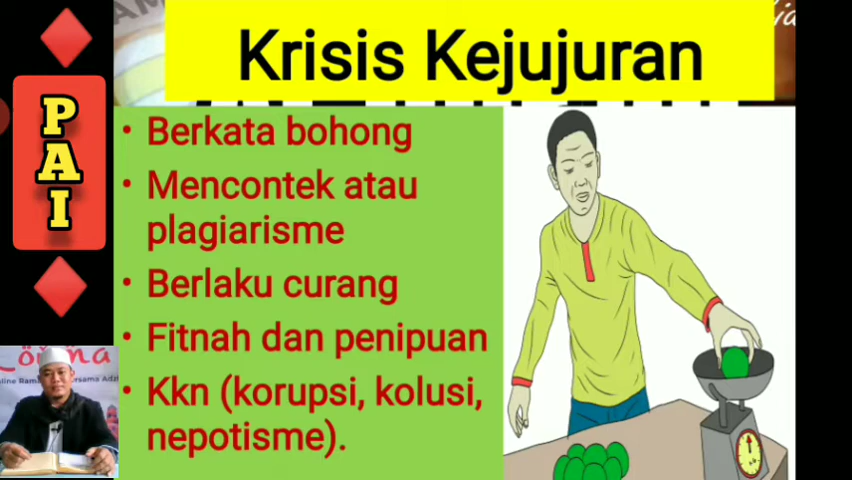 Krisis Kejujuran
PAI
• Berkata bohong
• Mencontek atau
plagiarisme
• Berlaku curang
• Fitnah dan penipuan
• Kkn (korupsi, kolusi,
nepotisme).